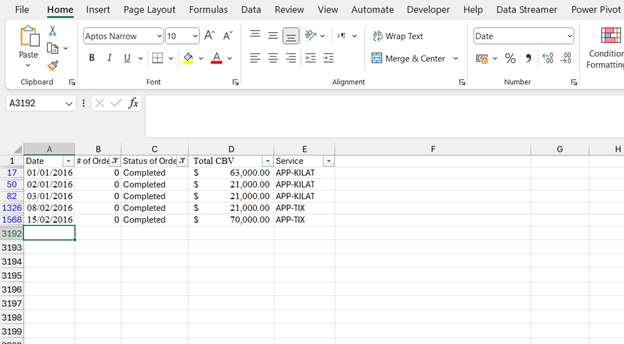 File Home Insert Page Layout Formulas Data Review View Automate Developer Help Data Streamer Power Pivot
Aptos Narrow 10 A A ab Wrap Text Date
Paste B I U A Merge & Center $ % 9 Condition
Formatting
Clipboard Font Alignment Number
A3192 fx
A B C D E F G H
1 Date # of Orde Status of Orde Total CBV Service
17 01/01/2016 0 Completed $ 63,000.00 APP-KILAT
50 02/01/2016 0 Completed $ 21,000.00 APP-KILAT
82 03/01/2016 0 Completed $ 21,000.00 APP-KILAT
1326 08/02/2016 0 Completed $ 21,000.00 APP-TIX
1568 15/02/2016 0 Completed $ 70,000.00 APP-TIX
3192
3193
3194
3195
3196
3197
3198
3199